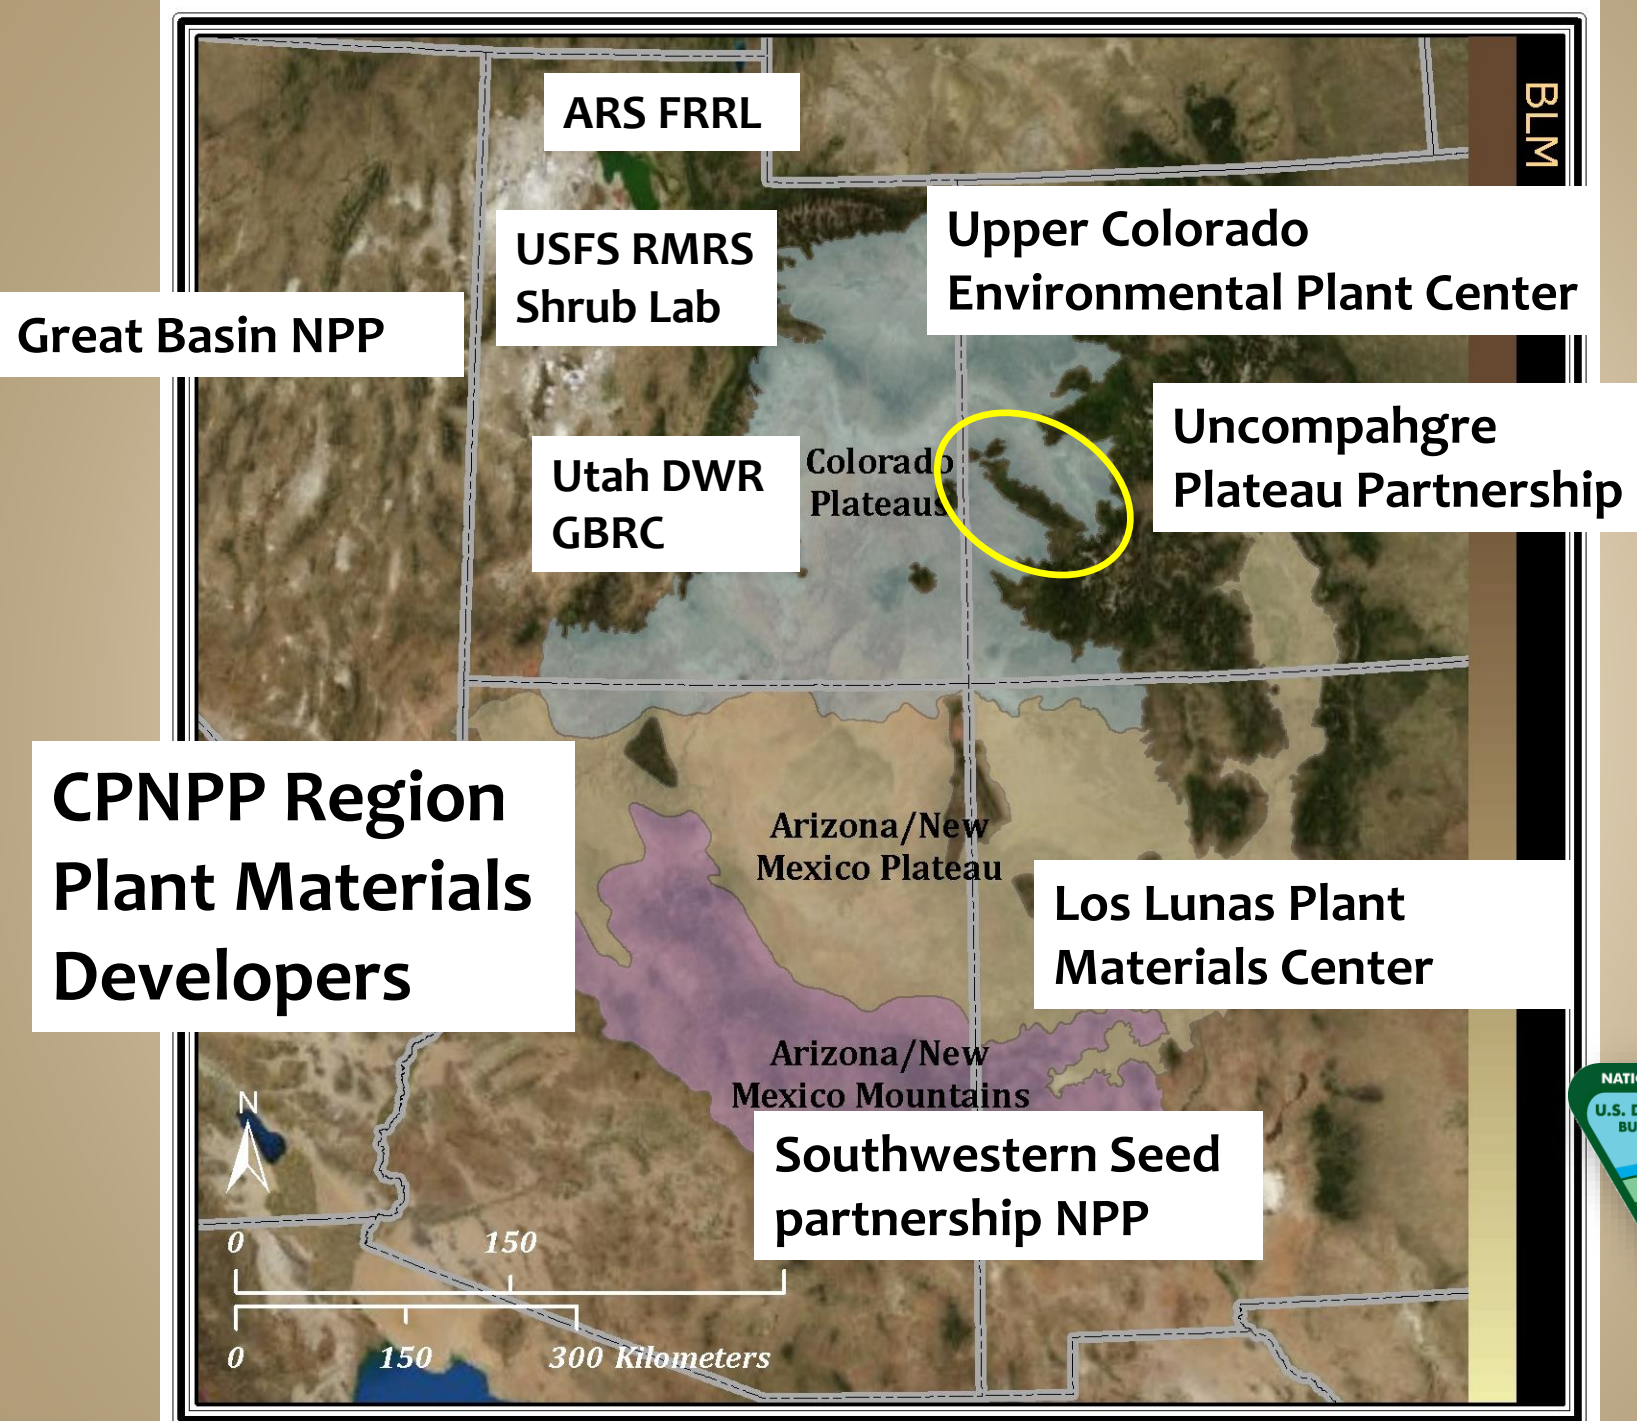 ARS FRRL
BLM
USFS RMRS
Shrub Lab
Upper Colorado
Environmental Plant Center
Great Basin NPP
Uncompahgre
Plateau Partnership
Utah DWR
GBRC
Colorado
Plateaus
CPNPP Region
Plant Materials
Developers
Arizona/New
Mexico Plateau
Los Lunas Plant
Materials Center
Arizona/New
Mexico Mountains
Southwestern Seed
partnership NPP
N
0 150
0 150 300 Kilometers
U.S.